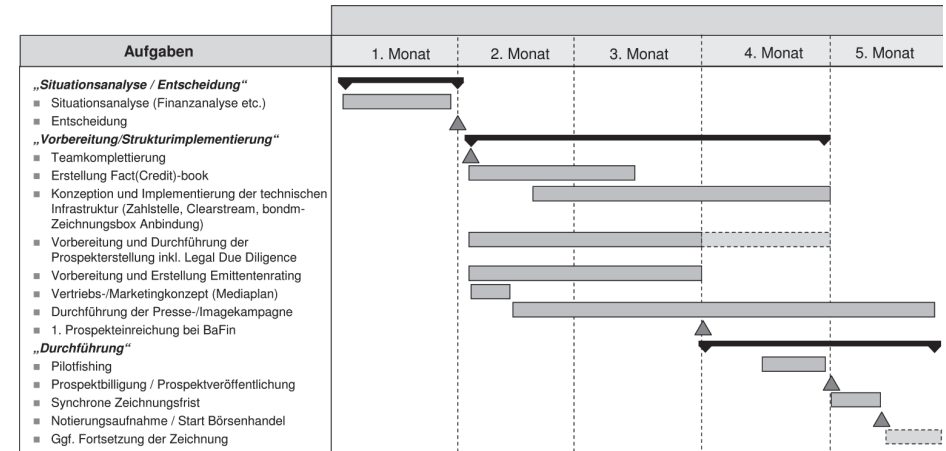 Aufgaben
1. Monat
2. Monat
3. Monat
4. Monat
5. Monat
„Situationsanalyse / Entscheidung“
Situationsanalyse (Finanzanalyse etc.)
Entscheidung
„Vorbereitung/Strukturimplementierung“
Teamkomplettierung
Erstellung Fact(Credit)-book
Konzeption und Implementierung der technischen
Infrastruktur (Zahlstelle, Clearstream, bondm-
Zeichnungsbox Anbindung)
Vorbereitung und Durchführung der
Prospekterstellung inkl. Legal Due Diligence
Vorbereitung und Erstellung Emittentenrating
Vertriebs-/Marketingkonzept (Mediaplan)
Durchführung der Presse-/Imagekampagne
1. Prospekteinreichung bei BaFin
„Durchführung“
Pilotfishing
Prospektbilligung / Prospektveröffentlichung
Synchrone Zeichnungsfrist
Notierungsaufnahme / Start Börsenhandel
Ggf. Fortsetzung der Zeichnung